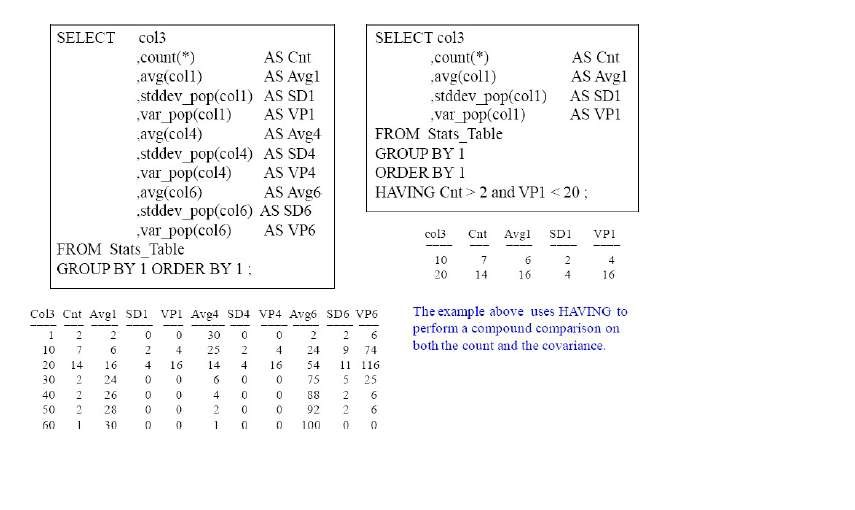 SELECT col3
,count(*) AS Cnt
,avg(col1) AS Avg1
,stddev_pop(col1) AS SD1
,var_pop(col1) AS VP1
,avg(col4) AS Avg4
,stddev_pop(col4) AS SD4
,var_pop(col4) AS VP4
,avg(col6) AS Avg6
,stddev_pop(col6) AS SD6
,var_pop(col6) AS VP6
FROM Stats_Table
GROUP BY 1 ORDER BY 1 ;
SELECT col3
,count(*) AS Cnt
,avg(col1) AS Avg1
,stddev_pop(col1) AS SD1
,var_pop(col1) AS VP1
FROM Stats_Table
GROUP BY 1
ORDER BY 1
HAVING Cnt > 2 and VP1 < 20 ;
col3 Cnt Avg1 SD1 VP1
10 7 6 2 4
20 14 16 4 16
Col3 Cnt Avg1 SD1 VP1 Avg4 SD4 VP4 Avg6 SD6 VP6
1 2 2 0 0 30 0 0 2 2 6
10 7 6 2 4 25 2 4 24 9 74
20 14 16 4 16 14 4 16 54 11 116
30 2 24 0 0 6 0 0 75 5 25
40 2 26 0 0 4 0 0 88 2 6
50 2 28 0 0 2 0 0 92 2 6
60 1 30 0 0 1 0 0 100 0 0
The example above uses HAVING to
perform a compound comparison on
both the count and the covariance.